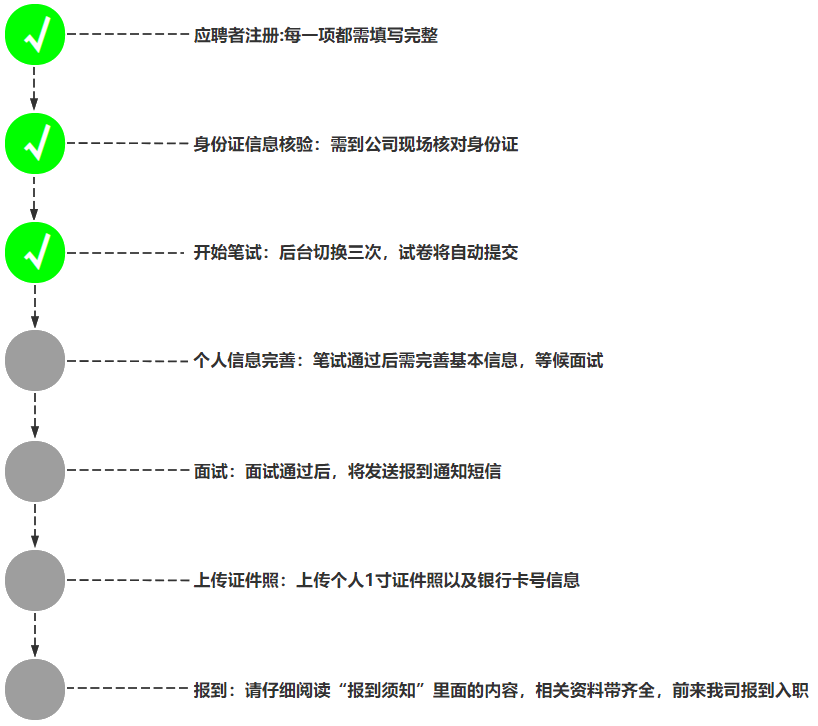 应聘者注册:每一项都需填写完整
身份证信息核验：需到公司现场核对身份证
开始笔试：后台切换三次，试卷将自动提交
个人信息完善：笔试通过后需完善基本信息，等候面试
面试：面试通过后，将发送报到通知短信
上传证件照：上传个人1寸证件照以及银行卡号信息
报到：请仔细阅读“报到须知”里面的内容，相关资料带齐全，前来我司报到入职